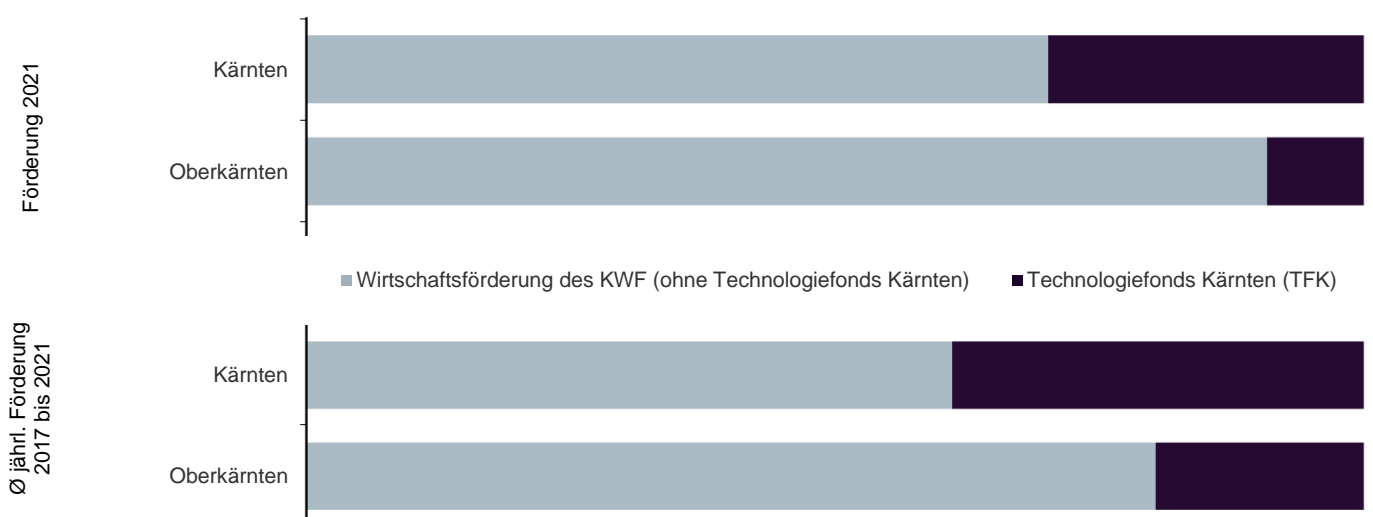 Förderung 2021
Kärnten
Oberkärnten
Wirtschaftsförderung des KWF (ohne Technologiefonds Kärnten)
Technologiefonds Kärnten (TFK)
Ø jährl. Förderung
2017 bis 2021
Kärnten
Oberkärnten